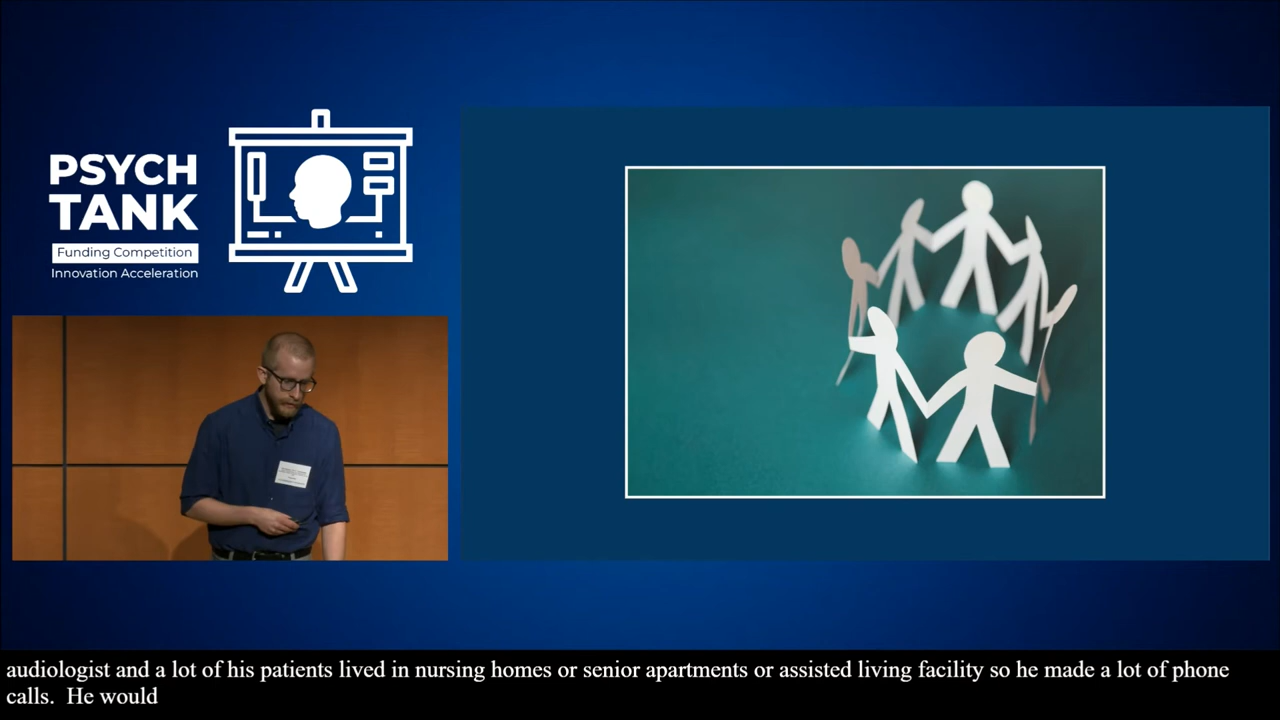 PSYCH
TANK
Funding Competition
Innovation Acceleration
audiologist and a lot of his patients lived in nursing homes or senior apartments or assisted living facility so he made a lot of phone
calls.  He would